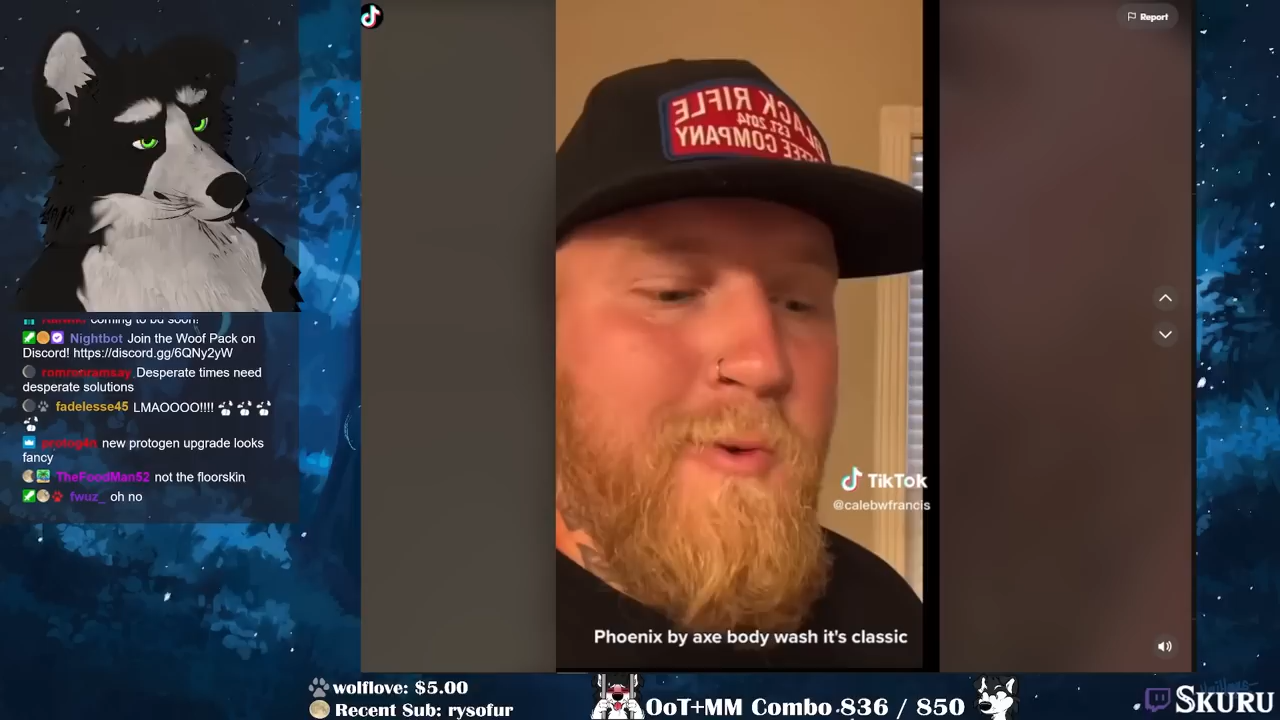 coming to bd soon!
Nightbot Join the Woof Pack on
Discord! https://discord.gg/6QNy2yW
romranramsay Desperate times need
desperate solutions
fadelesse45 LMAOOOO!!!!
protog4n new protogen upgrade looks
fancy
TheFoodMan52 not the floorskin
fwuz_ oh no
BLACK RIFLE
EST. 2014
COFFEE COMPANY
Report
TikTok
@calebwfrancis
Phoenix by axe body wash it's classic
wolflove: $5.00
Recent Sub: rysofur
OoT+MM Combo 836 / 850
SKURU